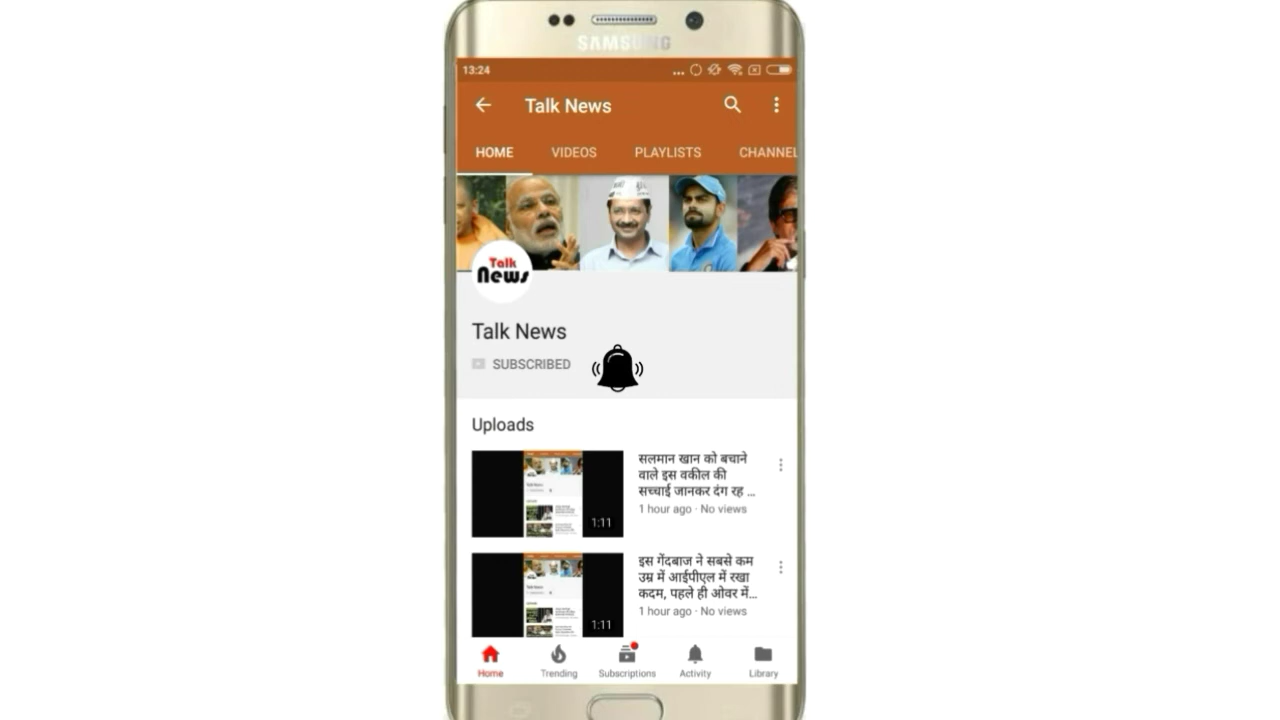 SAMSUNG
13:24
Talk News
HOME VIDEOS PLAYLISTS CHANNEL
Talk
News
Talk News
SUBSCRIBED
Uploads
सलमान खान को बचाने
वाले इस वकील की
सच्चाई जानकर दंग रह ...
1 hour ago · No views
1:11
इस गेंदबाज ने सबसे कम
उम्र में आईपीएल में रखा
कदम, पहले ही ओवर में...
1 hour ago · No views
1:11
Home Trending Subscriptions Activity Library